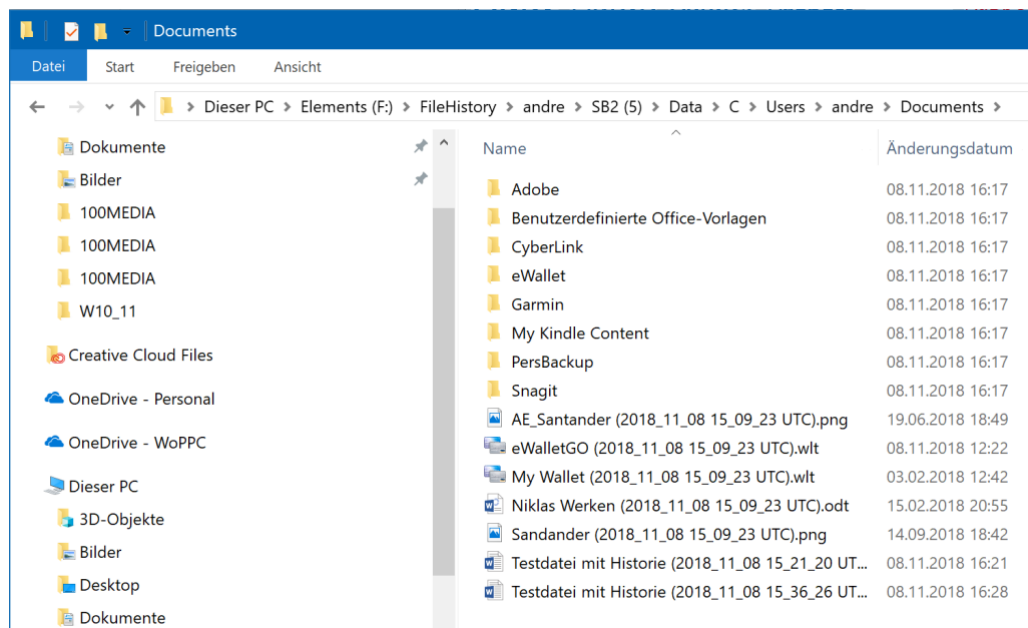 Documents
Datei Start Freigeben Ansicht
Dieser PC > Elements (F:) > FileHistory > andre > SB2 (5) > Data > C > Users > andre > Documents >
Dokumente
Bilder
100MEDIA
100MEDIA
100MEDIA
W10_11
Creative Cloud Files
OneDrive - Personal
OneDrive - WoPPC
Dieser PC
3D-Objekte
Bilder
Desktop
Dokumente
Name Änderungsdatum
Adobe 08.11.2018 16:17
Benutzerdefinierte Office-Vorlagen 08.11.2018 16:17
CyberLink 08.11.2018 16:17
eWallet 08.11.2018 16:17
Garmin 08.11.2018 16:17
My Kindle Content 08.11.2018 16:17
PersBackup 08.11.2018 16:17
Snagit 08.11.2018 16:17
AE_Santander (2018_11_08 15_09_23 UTC).png 19.06.2018 18:49
eWalletGO (2018_11_08 15_09_23 UTC).wlt 08.11.2018 12:22
My Wallet (2018_11_08 15_09_23 UTC).wlt 03.02.2018 12:42
Niklas Werken (2018_11_08 15_09_23 UTC).odt 15.02.2018 20:55
Sandander (2018_11_08 15_09_23 UTC).png 14.09.2018 18:42
Testdatei mit Historie (2018_11_08 15_21_20 UT... 08.11.2018 16:21
Testdatei mit Historie (2018_11_08 15_36_26 UT... 08.11.2018 16:28